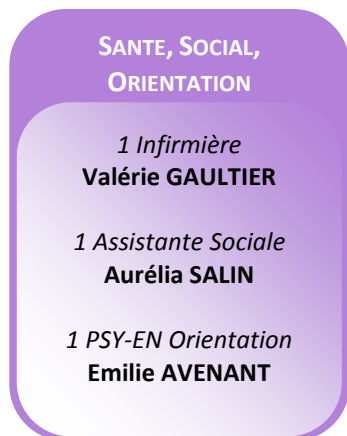 SANTE, SOCIAL,
ORIENTATION
1 Infirmière
Valérie GAULTIER
1 Assistante Sociale
Aurélia SALIN
1 PSY-EN Orientation
Emilie AVENANT